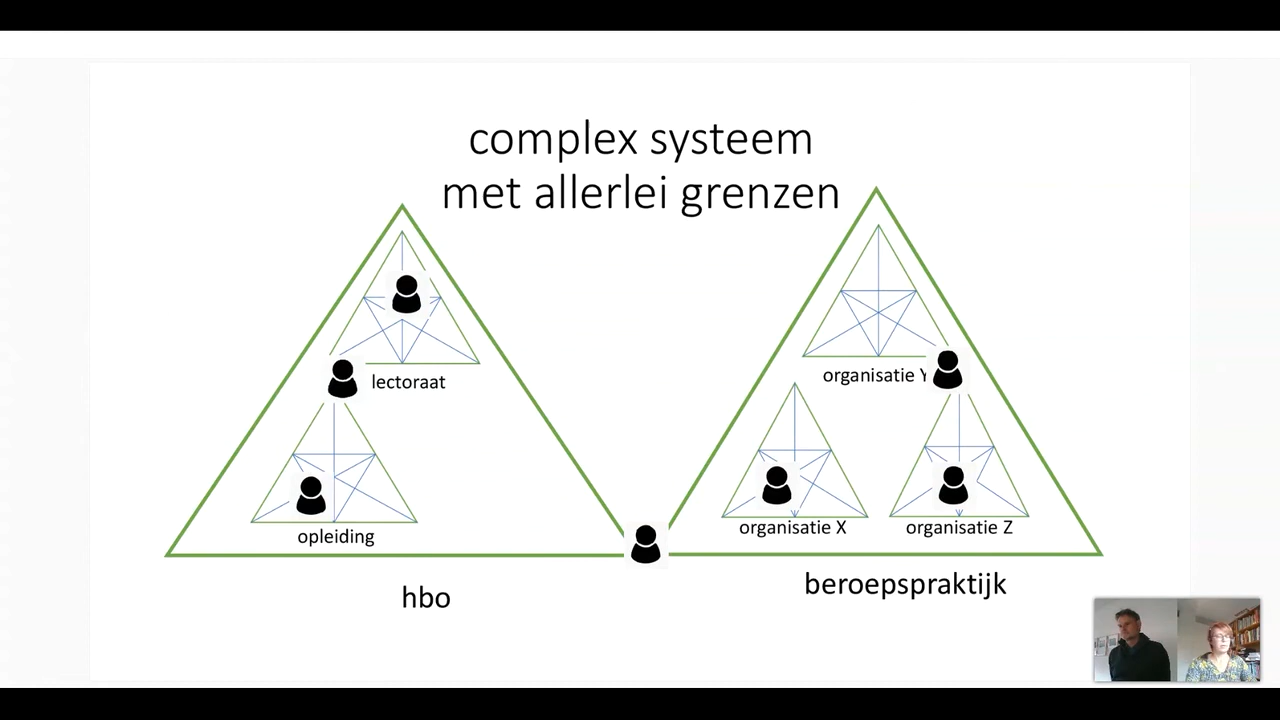 complex systeem
met allerlei grenzen
lectoraat
opleiding
hbo
organisatie Y
organisatie X
organisatie Z
beroepspraktijk